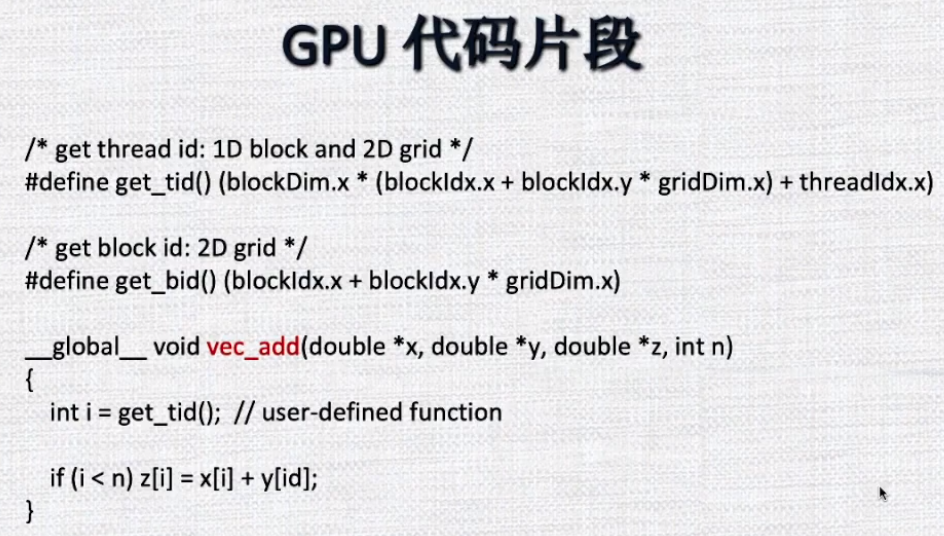 GPU 代码片段
/* get thread id: 1D block and 2D grid */
#define get_tid() (blockDim.x * (blockIdx.x + blockIdx.y * gridDim.x) + threadIdx.x)
/* get block id: 2D grid */
#define get_bid() (blockIdx.x + blockIdx.y * gridDim.x)
__global__ void vec_add(double *x, double *y, double *z, int n)
{
int i = get_tid(); // user-defined function
if (i < n) z[i] = x[i] + y[id];
}